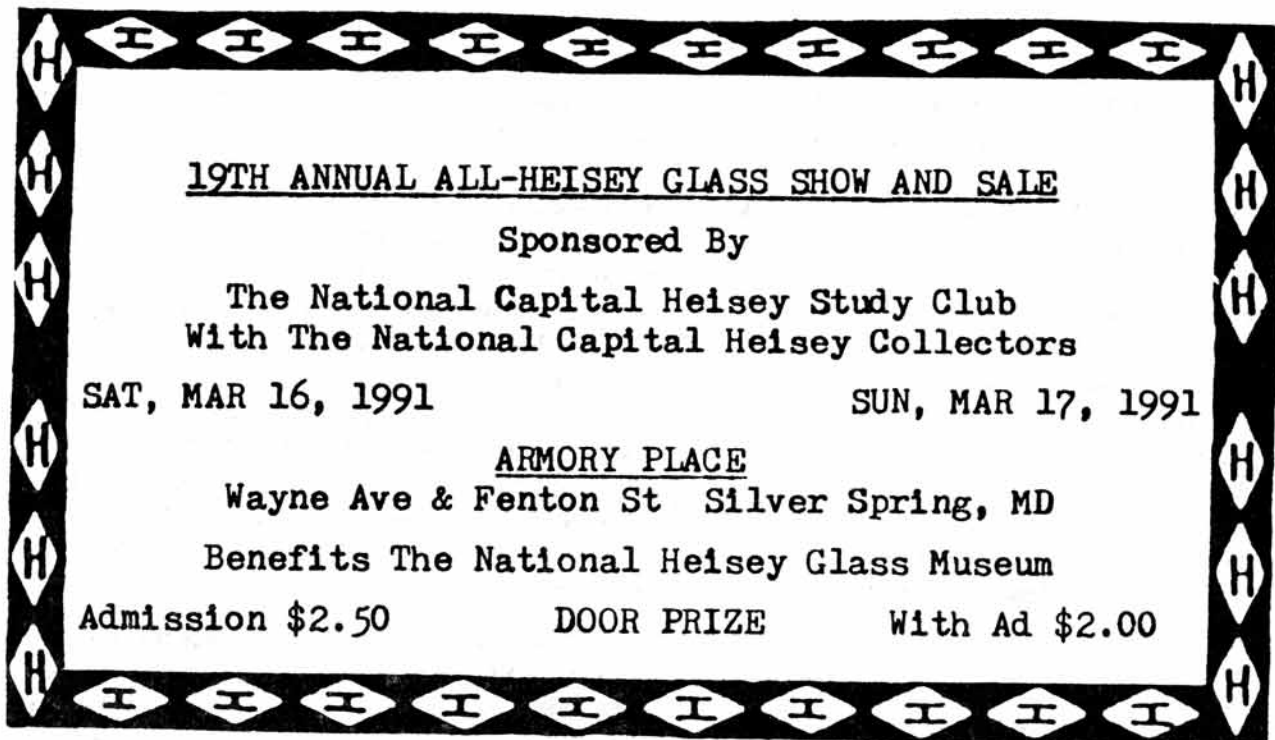 19TH ANNUAL ALL-HEISEY GLASS SHOW AND SALE
Sponsored By
The National Capital Heisey Study Club
With The National Capital Heisey Collectors
SAT, MAR 16, 1991 SUN, MAR 17, 1991
ARMORY PLACE
Wayne Ave & Fenton St Silver Spring, MD
Benefits The National Heisey Glass Museum
Admission $2.50 DOOR PRIZE With Ad $2.00